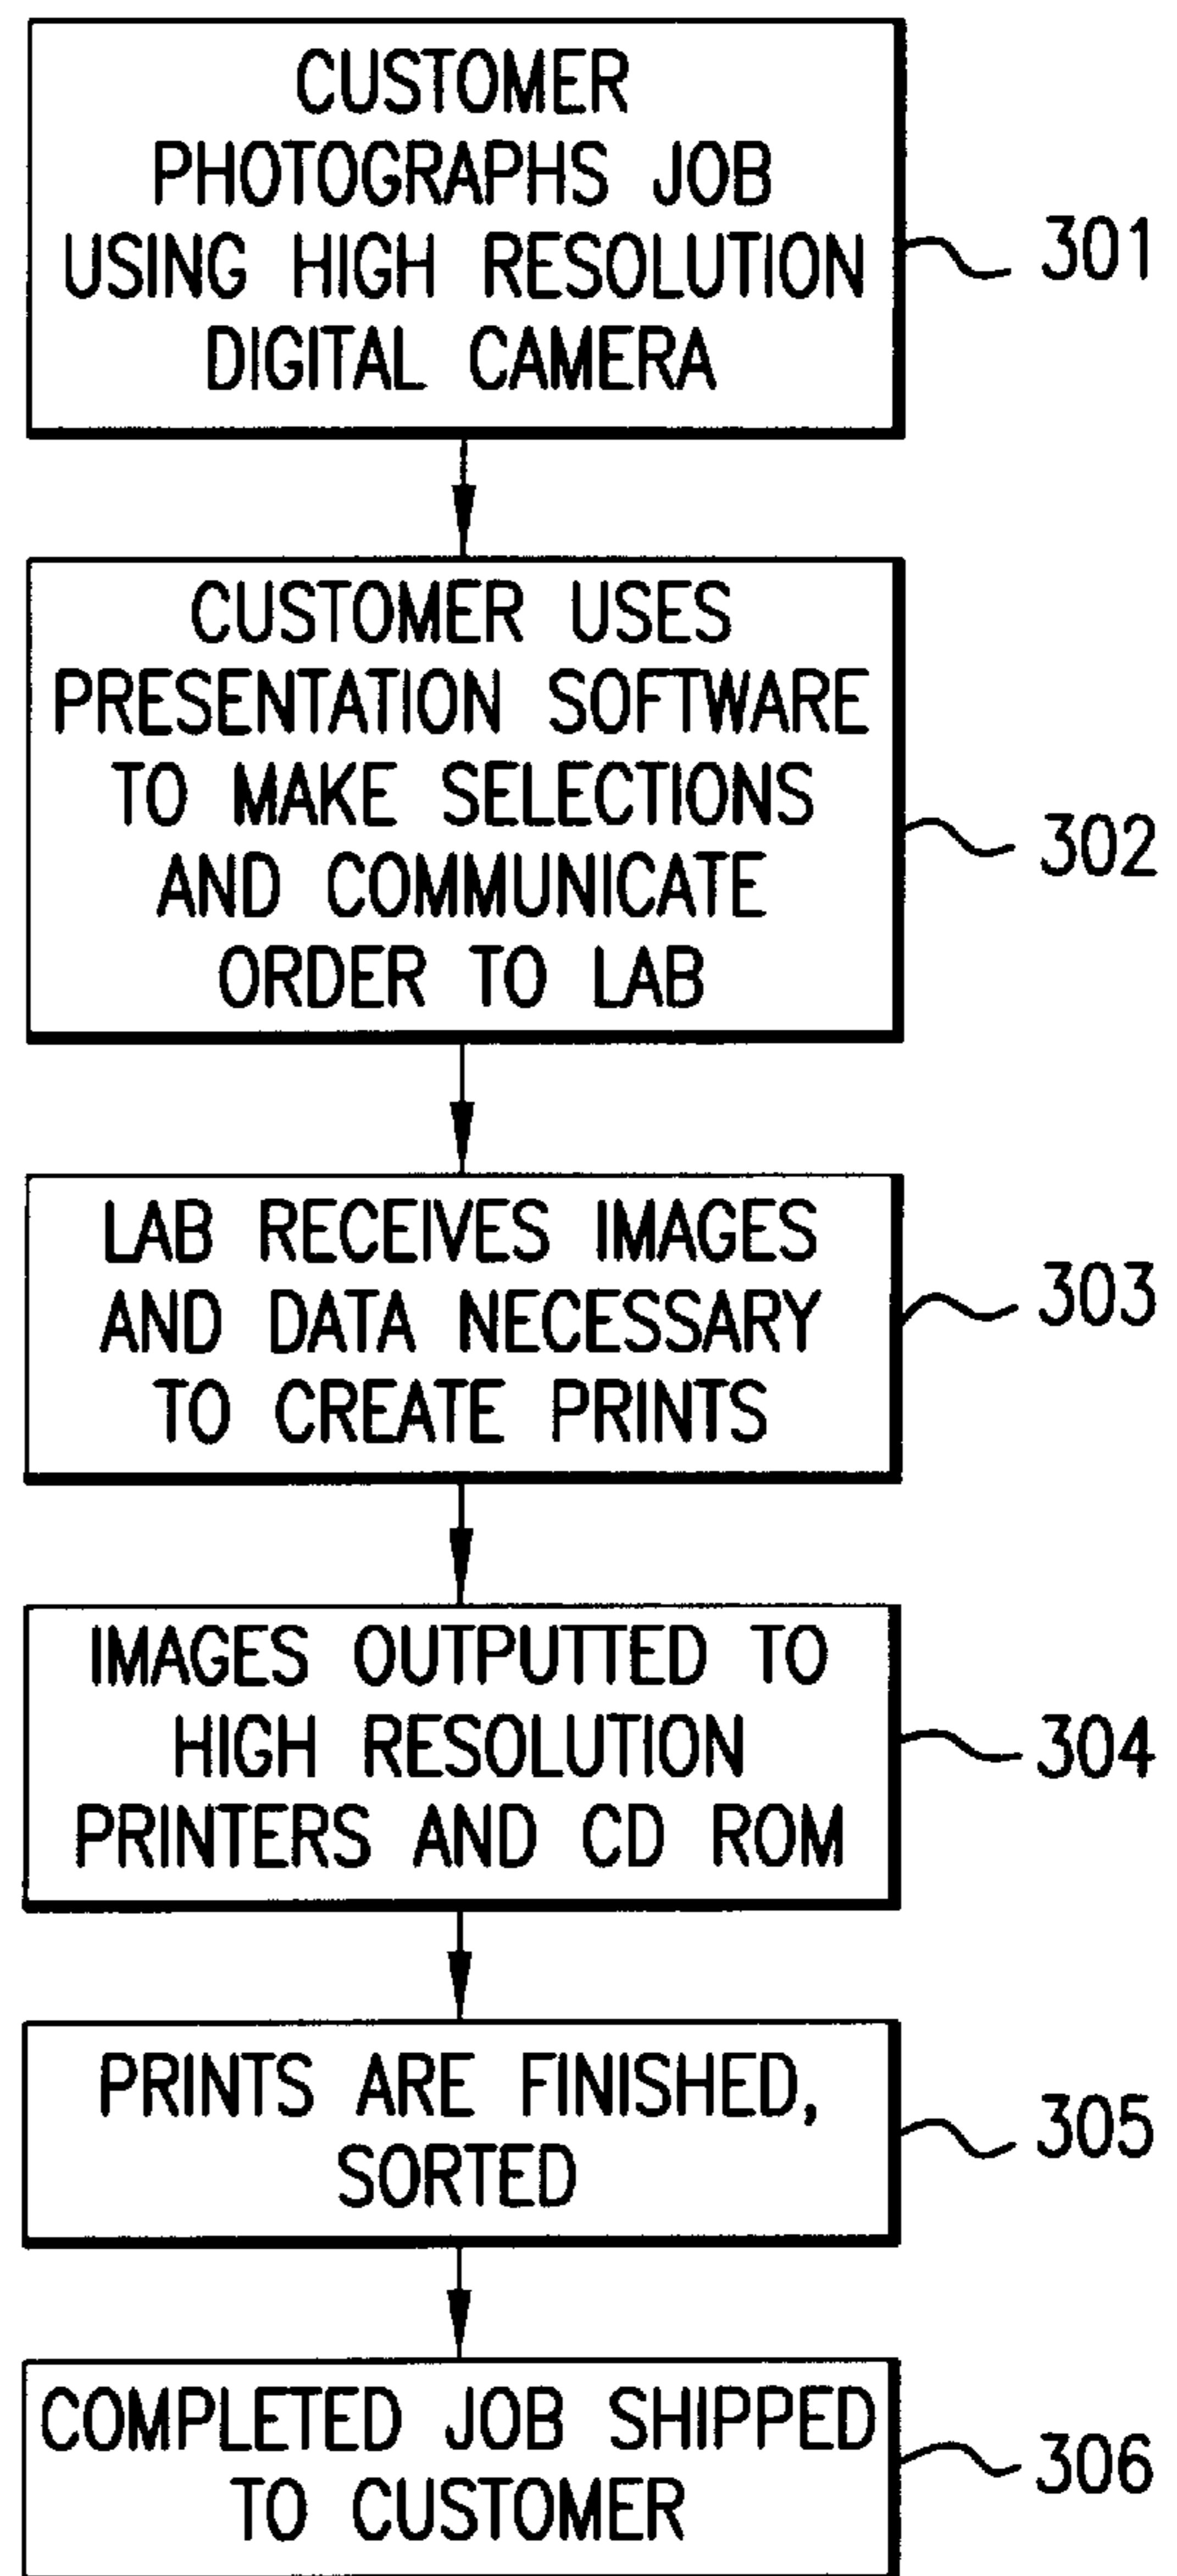 CUSTOMER
PHOTOGRAPHS JOB
USING HIGH RESOLUTION
DIGITAL CAMERA
301
CUSTOMER USES
PRESENTATION SOFTWARE
TO MAKE SELECTIONS
AND COMMUNICATE
ORDER TO LAB
302
LAB RECEIVES IMAGES
AND DATA NECESSARY
TO CREATE PRINTS
303
IMAGES OUTPUTTED TO
HIGH RESOLUTION
PRINTERS AND CD ROM
304
PRINTS ARE FINISHED,
SORTED
305
COMPLETED JOB SHIPPED
TO CUSTOMER
306